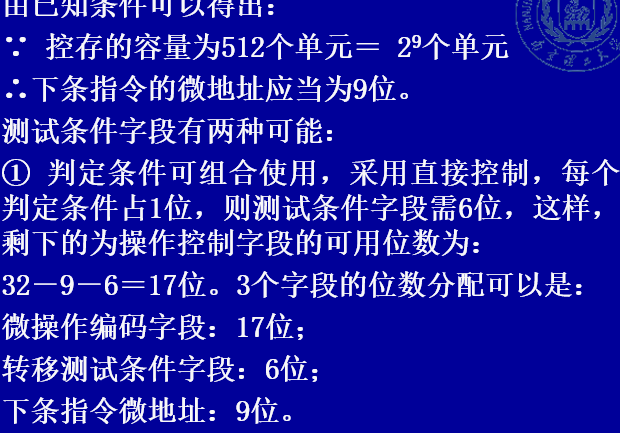 由已知条件可以得出：
∵ 控存的容量为512个单元＝ 2⁹个单元
∴下条指令的微地址应当为9位。
测试条件字段有两种可能：
① 判定条件可组合使用，采用直接控制，每个
判定条件占1位，则测试条件字段需6位，这样，
剩下的为操作控制字段的可用位数为：
32－9－6＝17位。3个字段的位数分配可以是：
微操作编码字段：17位；
转移测试条件字段：6位；
下条指令微地址：9位。